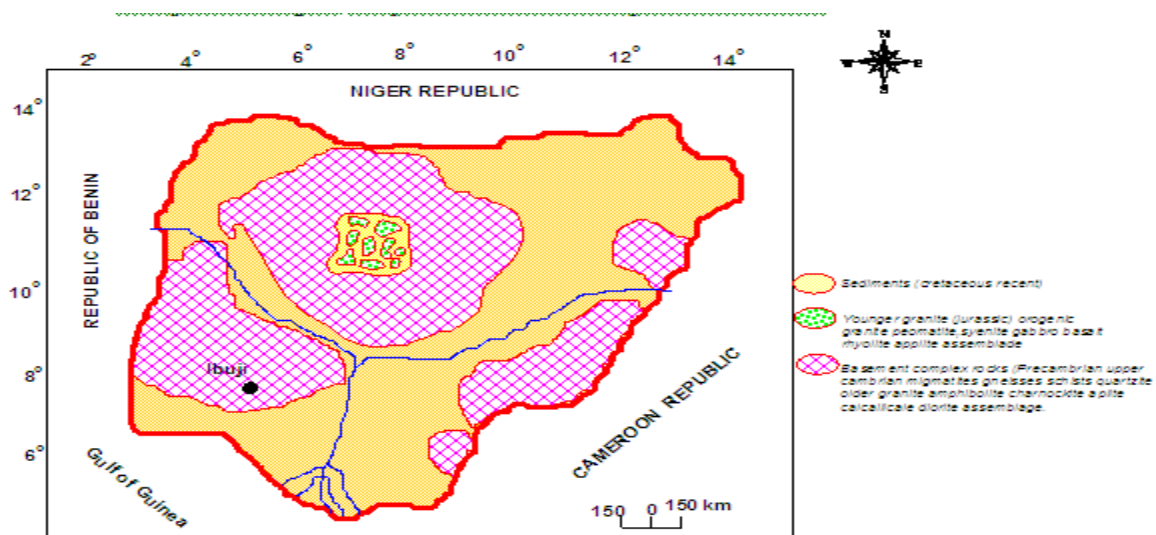 N
W E
S
2° 4° 6° 8° 10° 12° 14°
NIGER REPUBLIC
14°
12°
REPUBLIC OF BENIN
10°
8°
6°
Ibuji
Gulf of Guinea
CAMEROON REPUBLIC
150 0 150 km
Sediments (cretaceous recent)
Younger granite (jurassic) orogenic
granite pepmatite, syenite gabbro basalt
rhyolite applite assemblade
Basement complex rocks (Precambrian upper
cambrian migmatites gneisses schists quartzite
older granite amphibolite charnockite aplite
calcallicale diorite assemblage.